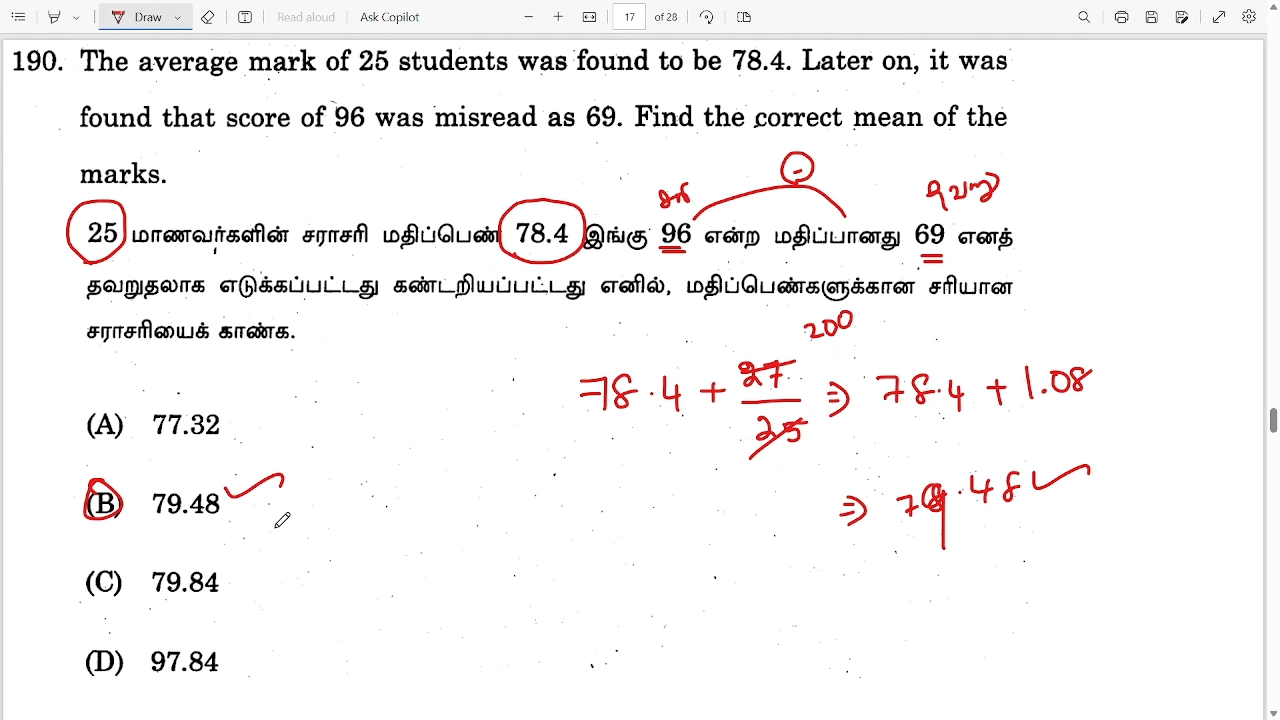 Draw Read aloud Ask Copilot 17 of 28
190. The average mark of 25 students was found to be 78.4. Later on, it was
found that score of 96 was misread as 69. Find the correct mean of the
marks.
-
25 மாணவர்களின் சராசரி மதிப்பெண் 78.4 இங்கு 96 என்ற மதிப்பானது 69 எனத்
தவறுதலாக எடுக்கப்பட்டது கண்டறியப்பட்டது எனில், மதிப்பெண்களுக்கான சரியான
சராசரியைக் காண்க.
200
=78.4 + 27/25 ⇒ 78.4 + 1.08
(A) 77.32
(B) 79.48
⇒ 79.48
(C) 79.84
(D) 97.84